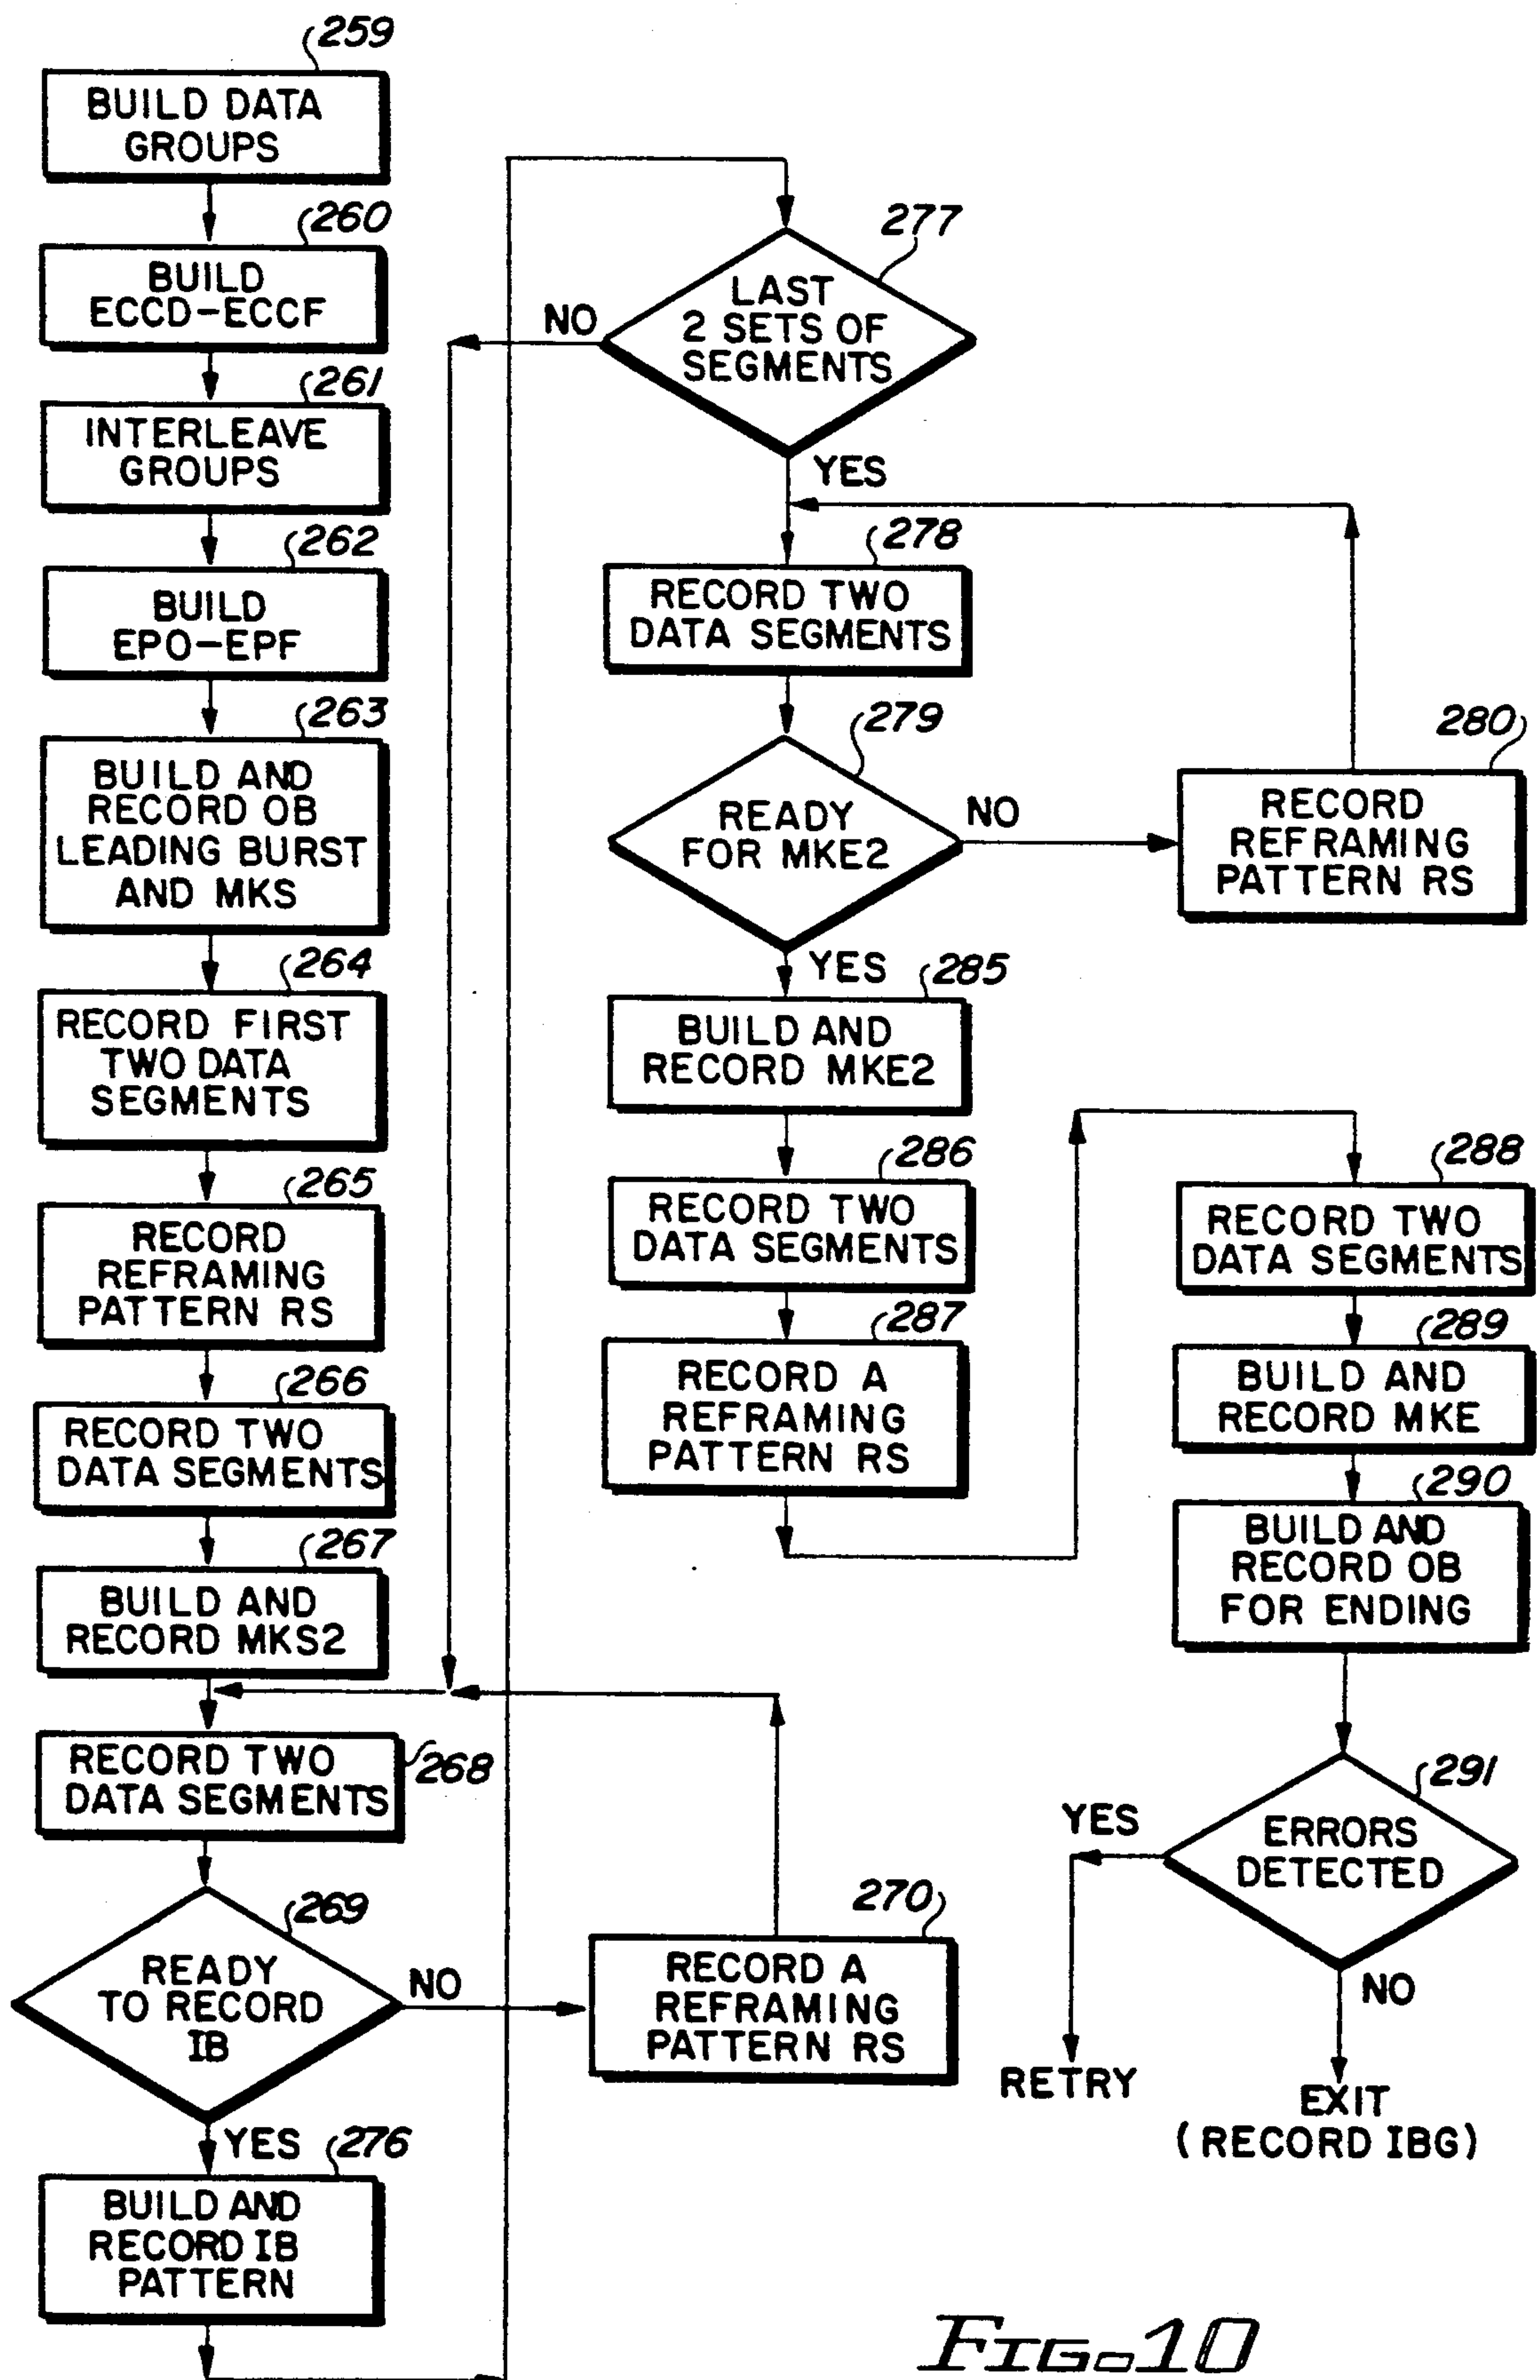 259
BUILD DATA
GROUPS
260
BUILD
ECCD-ECCF
261
INTERLEAVE
GROUPS
262
BUILD
EPO-EPF
263
BUILD AND
RECORD OB
LEADING BURST
AND MKS
264
RECORD FIRST
TWO DATA
SEGMENTS
265
RECORD
REFRAMING
PATTERN RS
266
RECORD TWO
DATA SEGMENTS
267
BUILD AND
RECORD MKS2
RECORD TWO
DATA SEGMENTS
268
269
READY
TO RECORD
IB
NO
YES
270
RECORD A
REFRAMING
PATTERN RS
276
BUILD AND
RECORD IB
PATTERN
277
LAST
2 SETS OF
SEGMENTS
NO
YES
278
RECORD TWO
DATA SEGMENTS
279
READY
FOR MKE2
NO
YES
280
RECORD
REFRAMING
PATTERN RS
285
BUILD AND
RECORD MKE2
286
RECORD TWO
DATA SEGMENTS
287
RECORD A
REFRAMING
PATTERN RS
288
RECORD TWO
DATA SEGMENTS
289
BUILD AND
RECORD MKE
290
BUILD AND
RECORD OB
FOR ENDING
291
ERRORS
DETECTED
YES
NO
RETRY
EXIT
(RECORD IBG)
FIG. 10